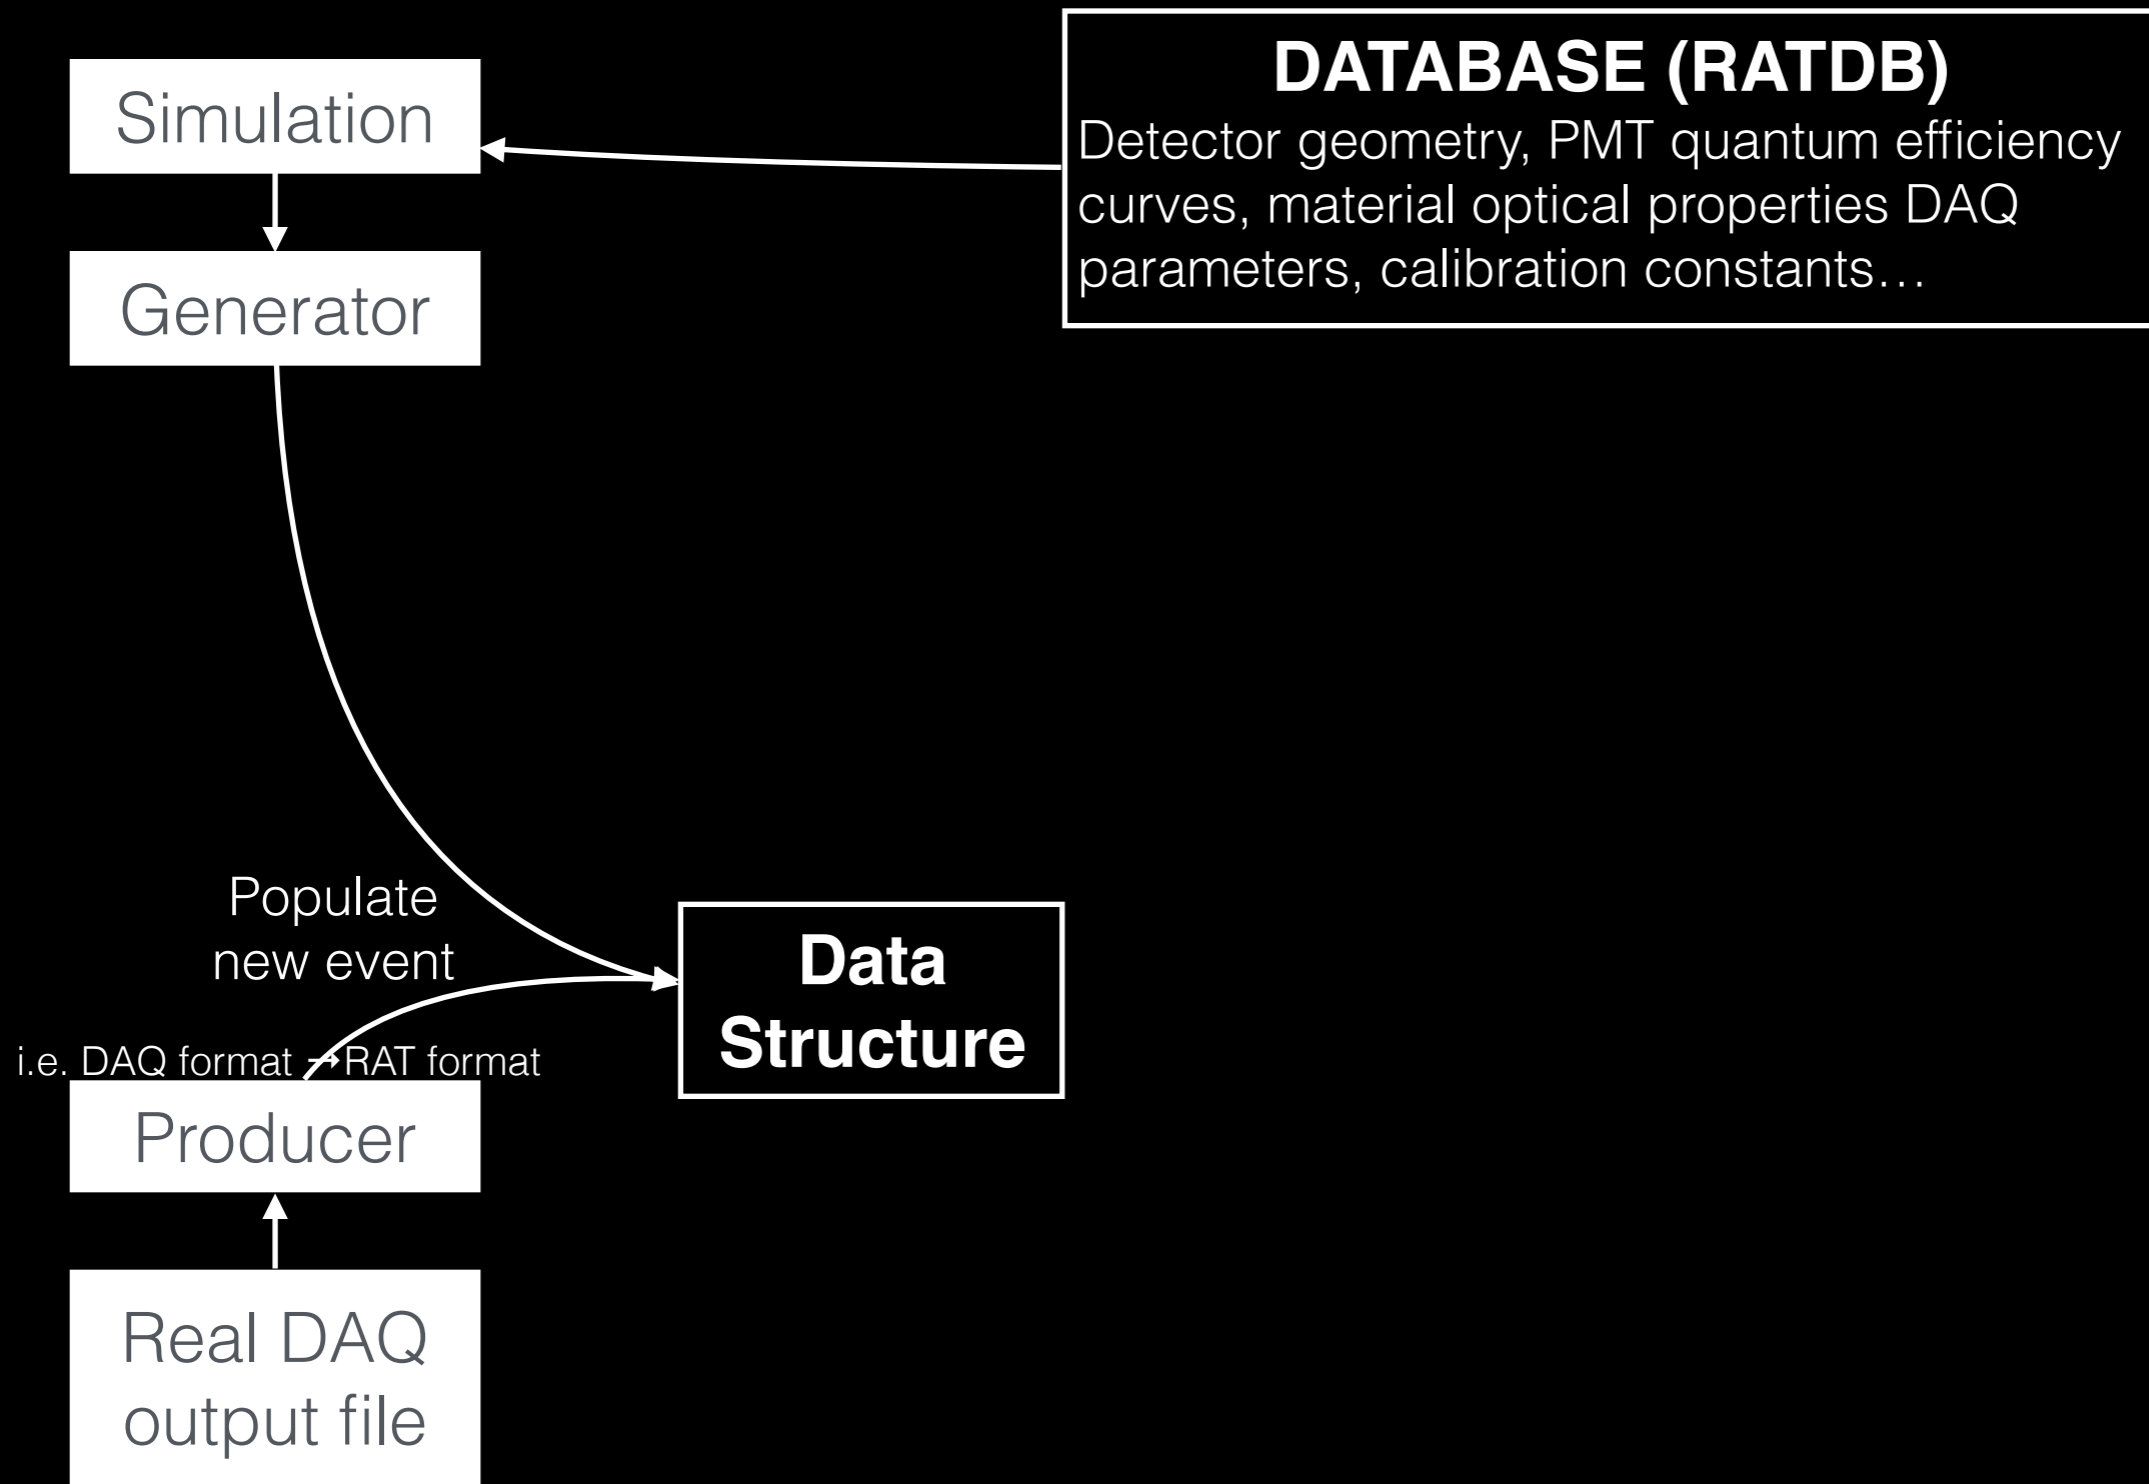 Simulation
Generator
DATABASE (RATDB)
Detector geometry, PMT quantum efficiency
curves, material optical properties DAQ
parameters, calibration constants…
Populate
new event
i.e. DAQ format → RAT format
Data
Structure
Producer
Real DAQ
output file